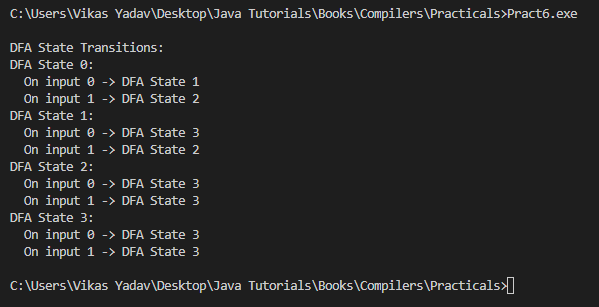 C:\Users\Vikas Yadav\Desktop\Java Tutorials\Books\Compilers\Practicals>Pract6.exe
DFA State Transitions:
DFA State 0:
On input 0 -> DFA State 1
On input 1 -> DFA State 2
DFA State 1:
On input 0 -> DFA State 3
On input 1 -> DFA State 2
DFA State 2:
On input 0 -> DFA State 3
On input 1 -> DFA State 3
DFA State 3:
On input 0 -> DFA State 3
On input 1 -> DFA State 3
C:\Users\Vikas Yadav\Desktop\Java Tutorials\Books\Compilers\Practicals>